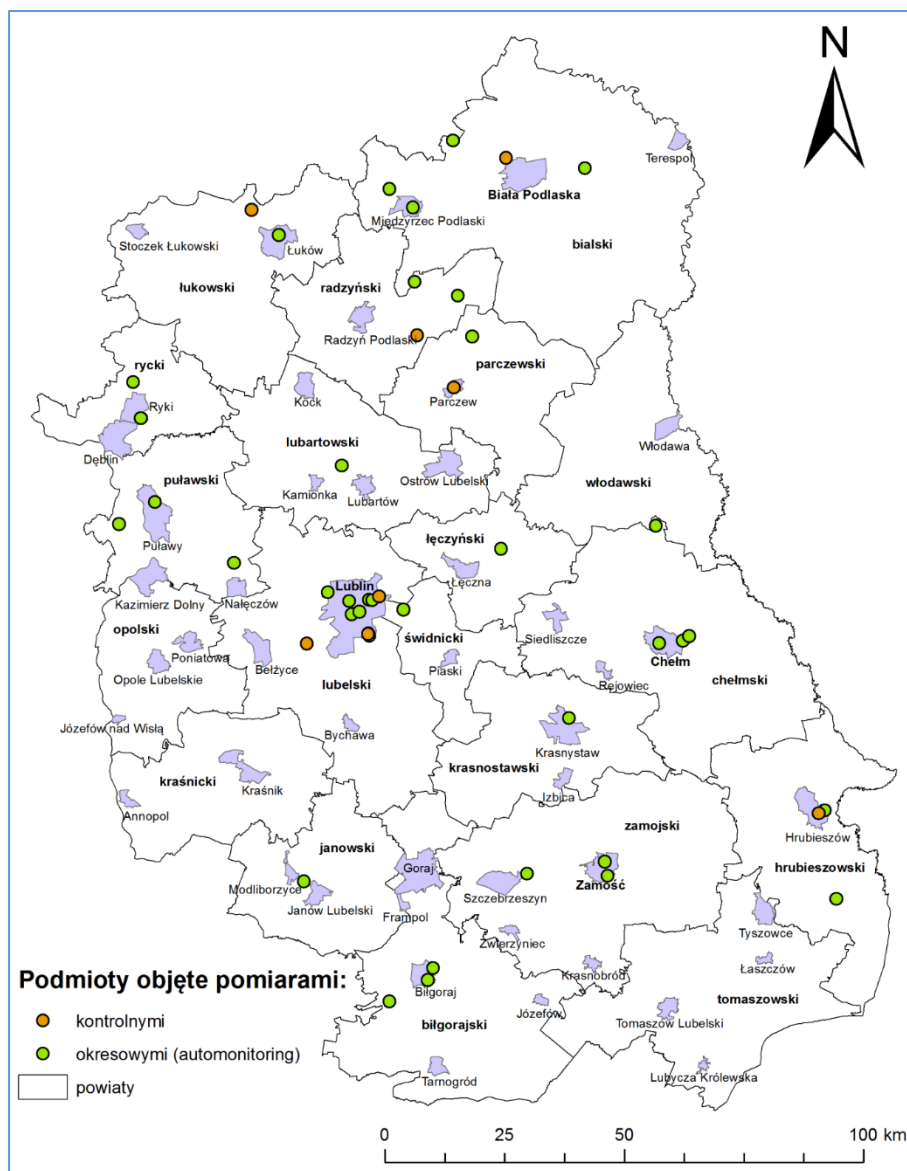 N
Terespol
Biała Podlaska
Międzyrzec Podlaski
bialski
Stoczek Łukowski
Łuków
łukowski
radzyński
Radzyń Podlaski
parczewski
Parczew
rycki
Ryki
Dęblin
Kock
lubartowski
Kamionka
Lubartów
Ostrów Lubelski
Włodawa
włodawski
puławski
Puławy
Kazimierz Dolny
Nałęczów
łęczyński
Łęczna
Lublin
świdnicki
Piaski
Siedliszcze
Chełm
Rejowiec
chełmski
opolski
Poniatowa
Opole Lubelskie
Bełżyce
lubelski
Józefów nad Wisłą
Bychawa
Krasnystaw
krasnostawski
Izbica
kraśnicki
Kraśnik
Annopol
Hrubieszów
hrubieszowski
zamojski
janowski
Goraj
Modliborzyce
Janów Lubelski
Frampol
Szczebrzeszyn
Zamość
Zwierzyniec
Krasnobród
Tyszowce
Łaszczów
tomaszowski
Biłgoraj
biłgorajski
Józefów
Tomaszów Lubelski
Tarnogród
Lubycza Królewska
Podmioty objęte pomiarami:
kontrolnymi
okresowymi (automonitoring)
powiaty
0 25 50 100 km